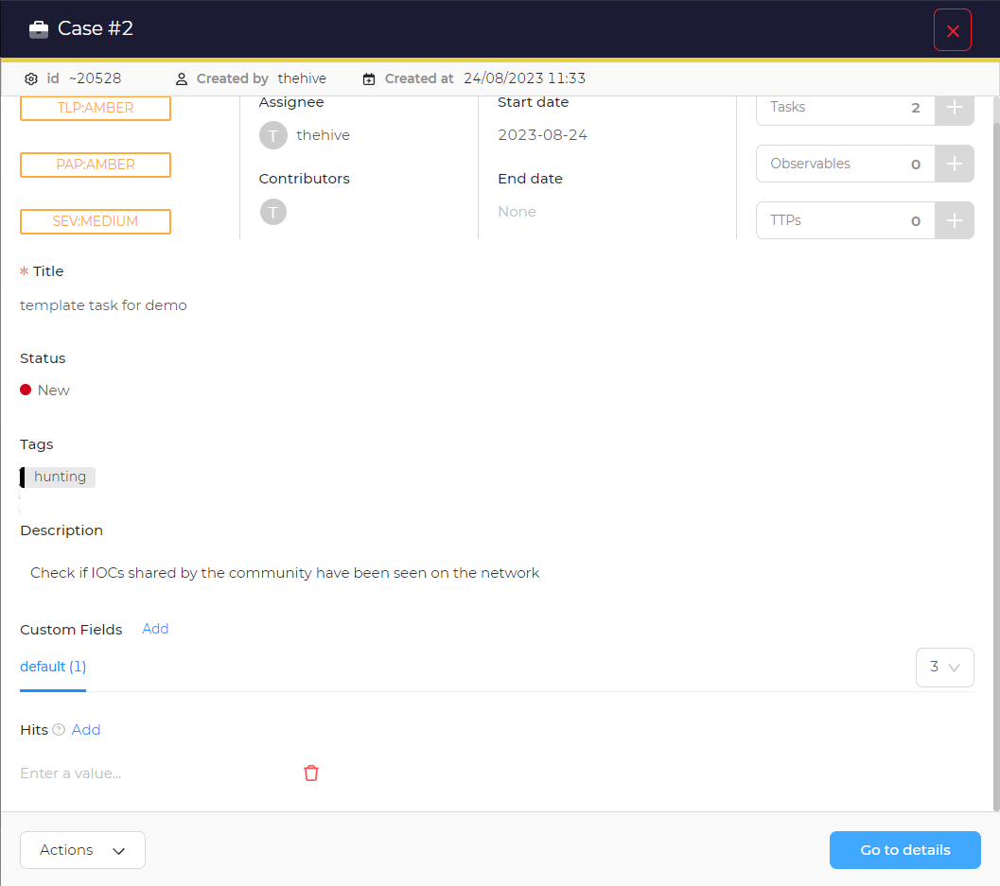 Case #2
id ~20528 Created by thehive Created at 24/08/2023 11:33
TLP:AMBER
PAP:AMBER
SEV:MEDIUM
Assignee
T thehive
Contributors
T
Start date
2023-08-24
End date
None
Tasks 2
Observables 0
TTPs 0
* Title
template task for demo
Status
New
Tags
hunting
Description
Check if IOCs shared by the community have been seen on the network
Custom Fields Add
default (1) 3
Hits ? Add
Enter a value...
Actions Go to details